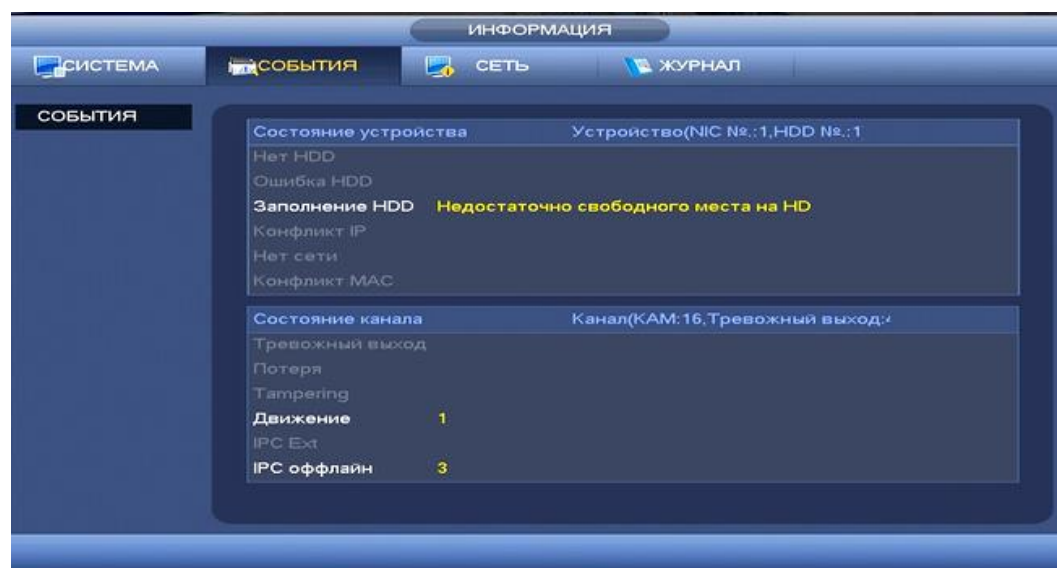 ИНФОРМАЦИЯ
СИСТЕМА СОБЫТИЯ СЕТЬ ЖУРНАЛ
СОБЫТИЯ
Состояние устройства Устройство(NIC №.:1,HDD №.:1
Нет HDD
Ошибка HDD
Заполнение HDD Недостаточно свободного места на HD
Конфликт IP
Нет сети
Конфликт MAC
Состояние канала Канал(КАМ:16,Тревожный выход:
Тревожный выход
Потеря
Tampering
Движение 1
IPC Ext
IPC оффлайн 3